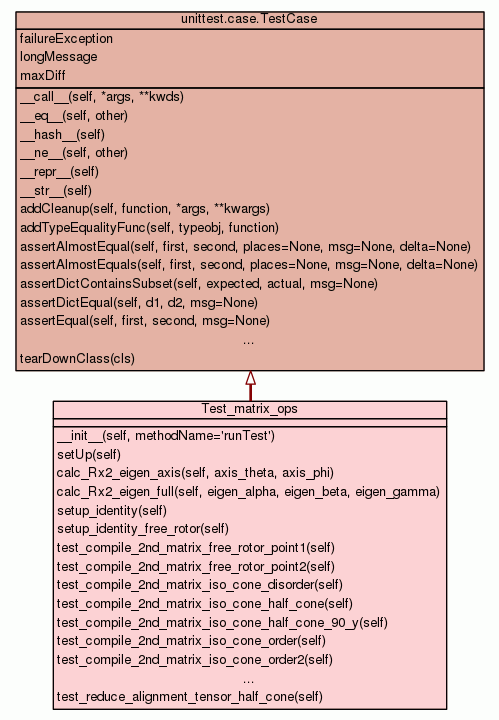 unittest.case.TestCase
failureException
longMessage
maxDiff
__call__(self, *args, **kwds)
__eq__(self, other)
__hash__(self)
__ne__(self, other)
__repr__(self)
__str__(self)
addCleanup(self, function, *args, **kwargs)
addTypeEqualityFunc(self, typeobj, function)
assertAlmostEqual(self, first, second, places=None, msg=None, delta=None)
assertAlmostEquals(self, first, second, places=None, msg=None, delta=None)
assertDictContainsSubset(self, expected, actual, msg=None)
assertDictEqual(self, d1, d2, msg=None)
assertEqual(self, first, second, msg=None)
...
tearDownClass(cls)
Test_matrix_ops
__init__(self, methodName='runTest')
setUp(self)
calc_Rx2_eigen_axis(self, axis_theta, axis_phi)
calc_Rx2_eigen_full(self, eigen_alpha, eigen_beta, eigen_gamma)
setup_identity(self)
setup_identity_free_rotor(self)
test_compile_2nd_matrix_free_rotor_point1(self)
test_compile_2nd_matrix_free_rotor_point2(self)
test_compile_2nd_matrix_iso_cone_disorder(self)
test_compile_2nd_matrix_iso_cone_half_cone(self)
test_compile_2nd_matrix_iso_cone_half_cone_90_y(self)
test_compile_2nd_matrix_iso_cone_order(self)
test_compile_2nd_matrix_iso_cone_order2(self)
...
test_reduce_alignment_tensor_half_cone(self)